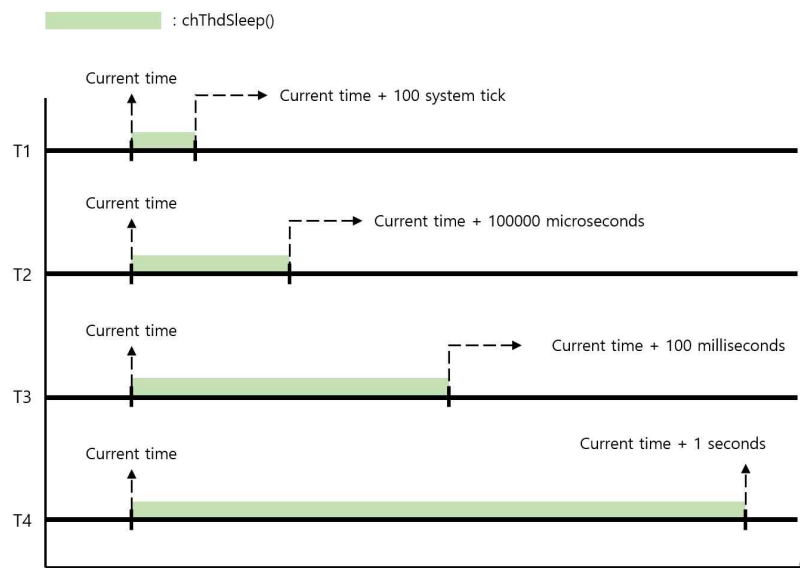 : chThdSleep()
Current time
Current time + 100 system tick
T1
Current time
Current time + 100000 microseconds
T2
Current time
Current time + 100 milliseconds
T3
Current time + 1 seconds
Current time
T4